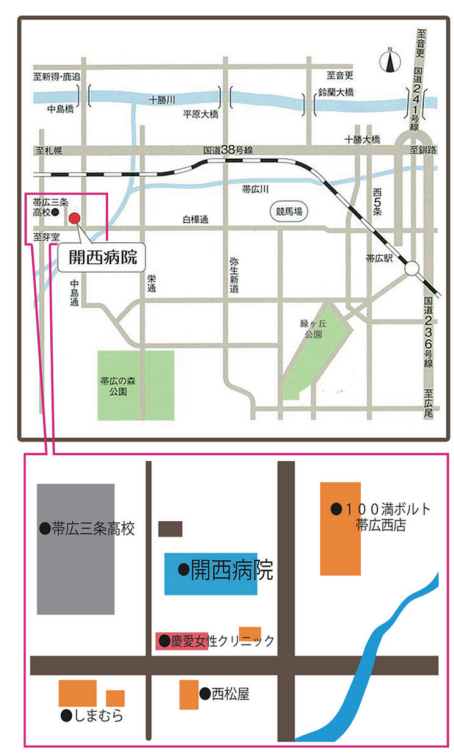 N
至音更
国道241号線
至新得・鹿追
至音更
十勝川
鈴蘭大橋
中島橋
平原大橋
十勝大橋
至札幌
国道38号線
至釧路
帯広川
西5条
帯広三条
高校●
競馬場
白樺通
至芽室
開西病院
帯広駅
中島通
栄通
弥生新道
国道236号線
緑ヶ丘
公園
帯広の森
公園
至広尾
●帯広三条高校
●100満ボルト
帯広西店
●開西病院
●慶愛女性クリニック
●しまむら
●西松屋